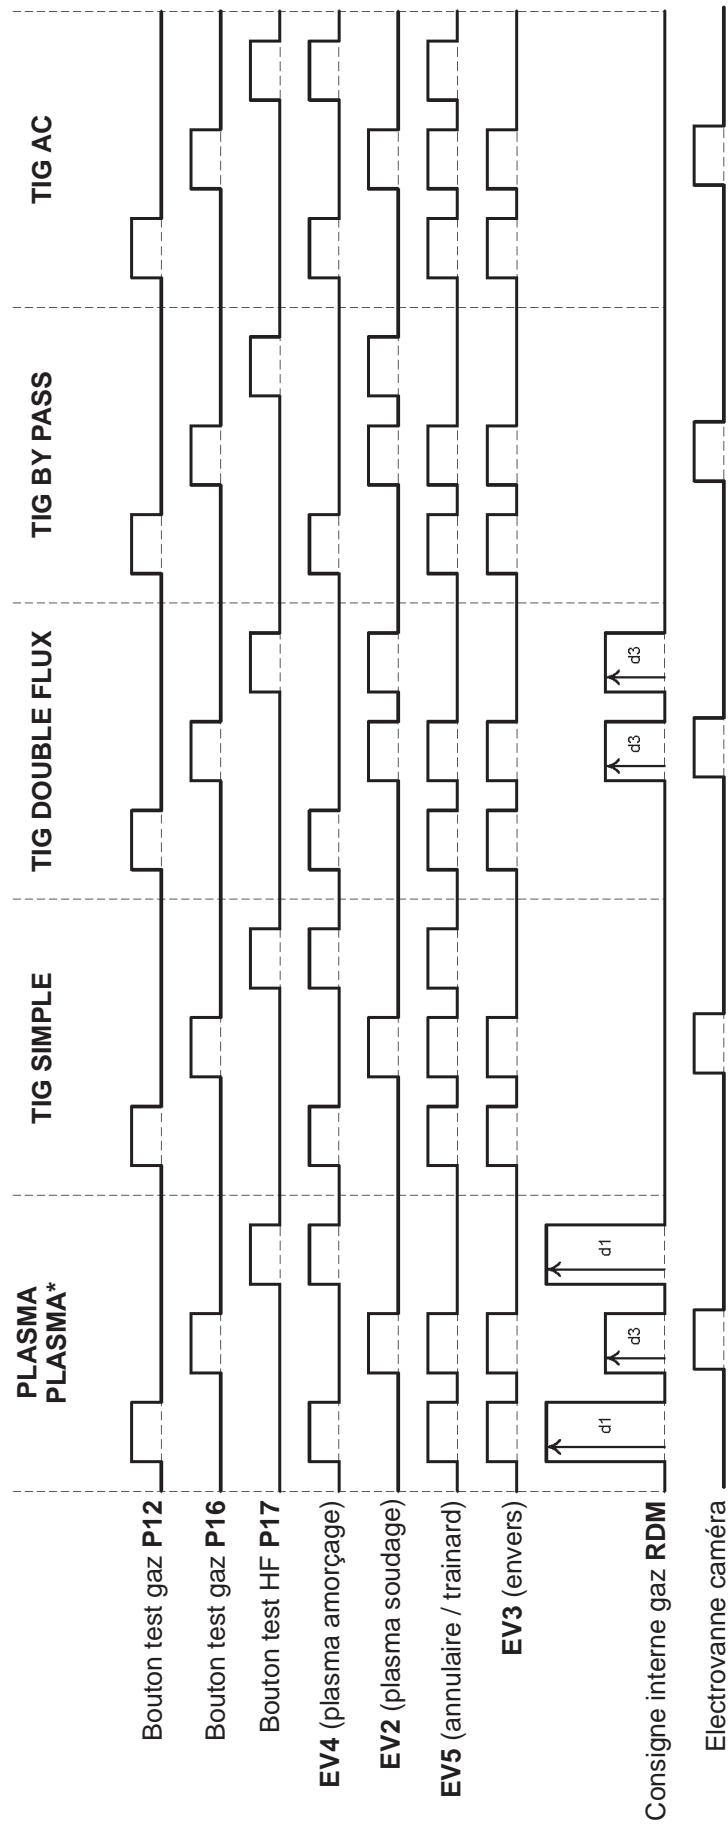 PLASMA
PLASMA*
TIG SIMPLE
TIG DOUBLE FLUX
TIG BY PASS
TIG AC
Bouton test gaz P12
Bouton test gaz P16
Bouton test HF P17
EV4 (plasma amorçage)
EV2 (plasma soudage)
EV5 (annulaire / trainard)
EV3 (envers)
Consigne interne gaz RDM
d1
d3
d1
d3
d3
Electrovanne caméra